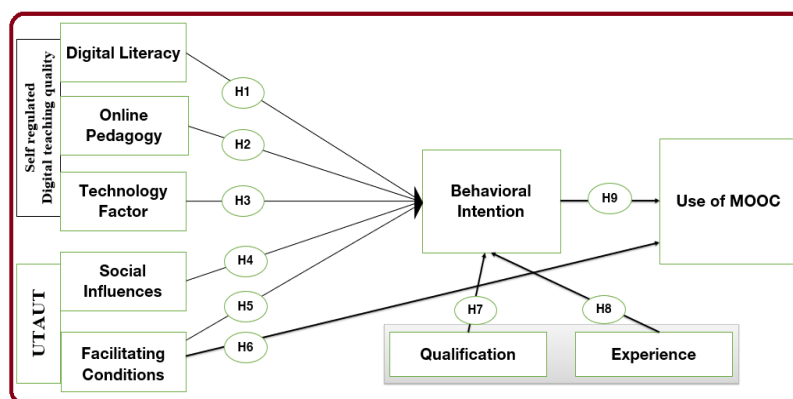 Self regulated
Digital teaching quality
Digital Literacy
Online
Pedagogy
Technology
Factor
UTAUT
Social
Influences
Facilitating
Conditions
H1
H2
H3
H4
H5
H6
Behavioral
Intention
H9
Use of MOOC
H7
H8
Qualification
Experience